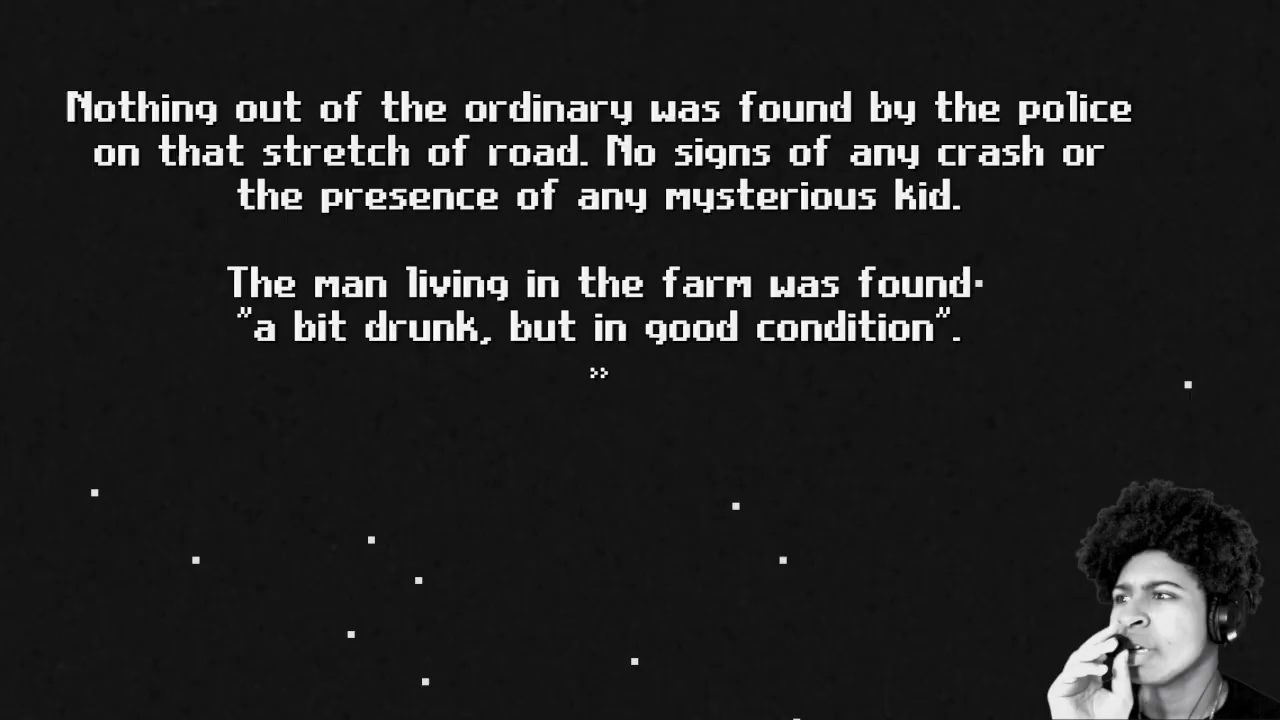 Nothing out of the ordinary was found by the police
on that stretch of road. No signs of any crash or
the presence of any mysterious kid.
The man living in the farm was found·
"a bit drunk, but in good condition".
»